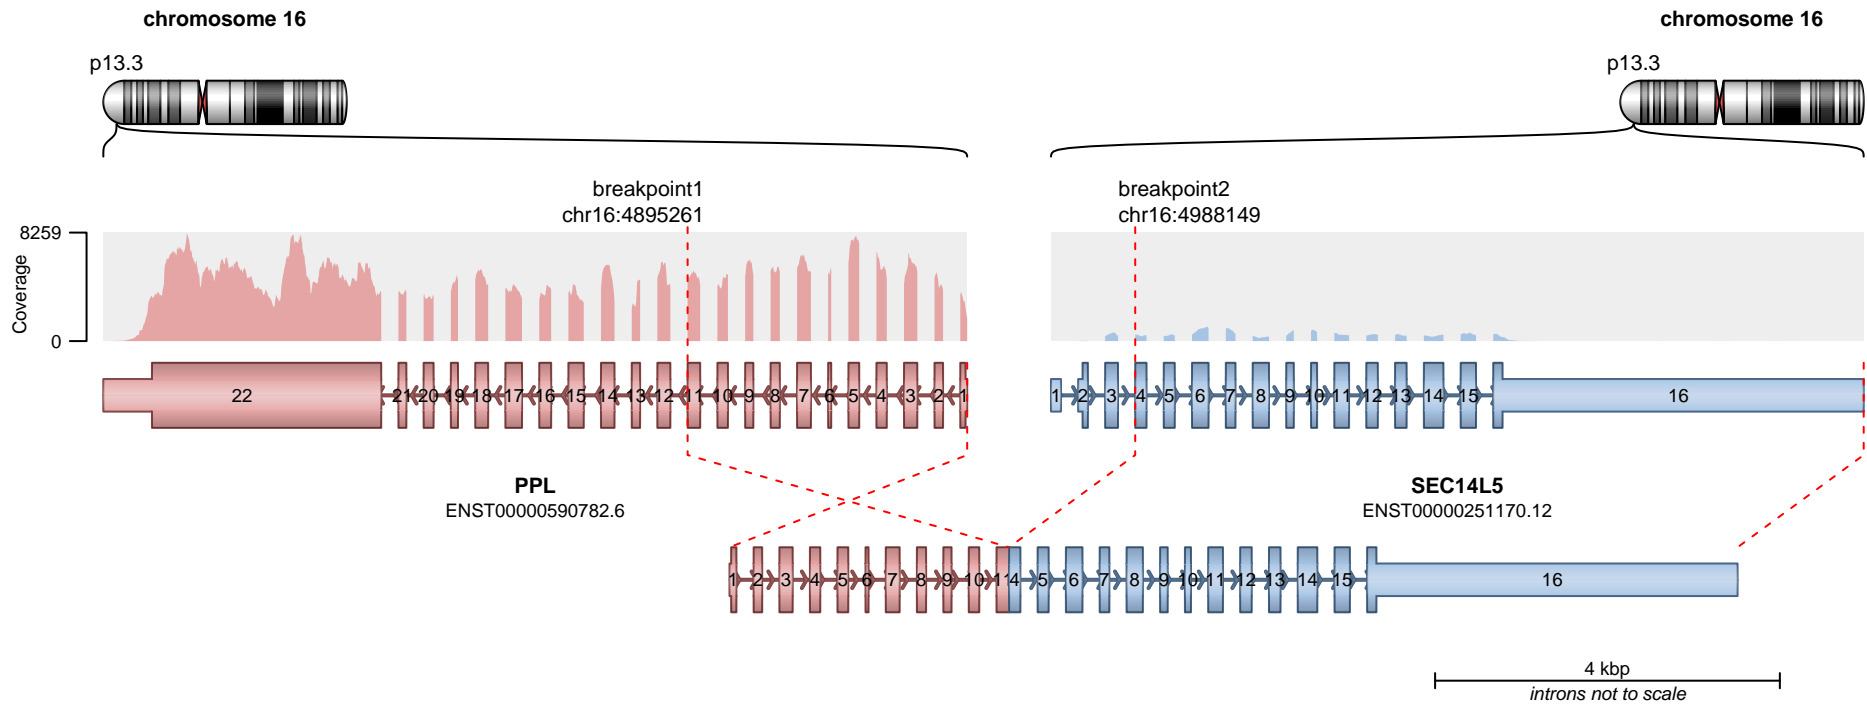 chromosome 16
chromosome 16
p13.3
p13.3
breakpoint1
chr16:4895261
breakpoint2
chr16:4988149
8259
Coverage
0
22 21 20 19 18 17 16 15 14 13 12 11 10 9 8 7 6 5 4 3 2 1
1 2 3 4 5 6 7 8 9 10 11 12 13 14 15 16
PPL
ENST00000590782.6
SEC14L5
ENST00000251170.12
1 2 3 4 5 6 7 8 9 10 11 4 5 6 7 8 9 10 11 12 13 14 15 16
4 kbp
introns not to scale